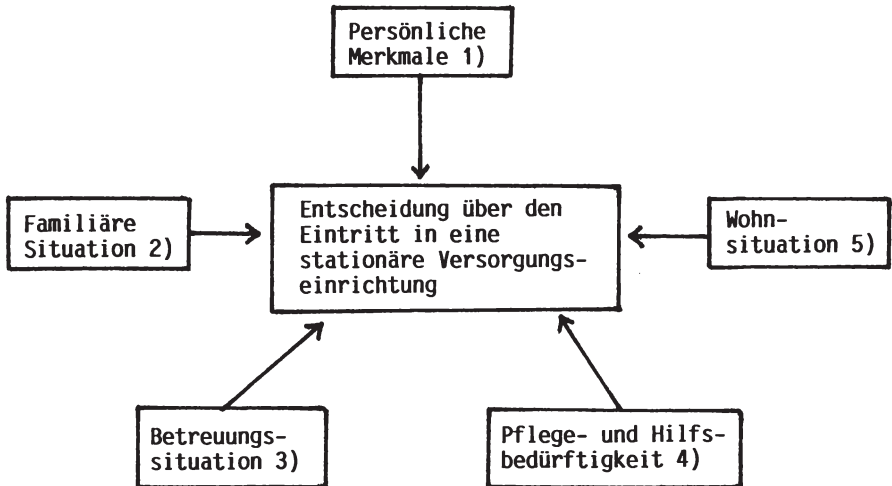 Persönliche
Merkmale 1)
Familiäre
Situation 2)
Entscheidung über den
Eintritt in eine
stationäre Versorgungs-
einrichtung
Wohn-
situation 5)
Betreuungs-
situation 3)
Pflege- und Hilfs-
bedürftigkeit 4)